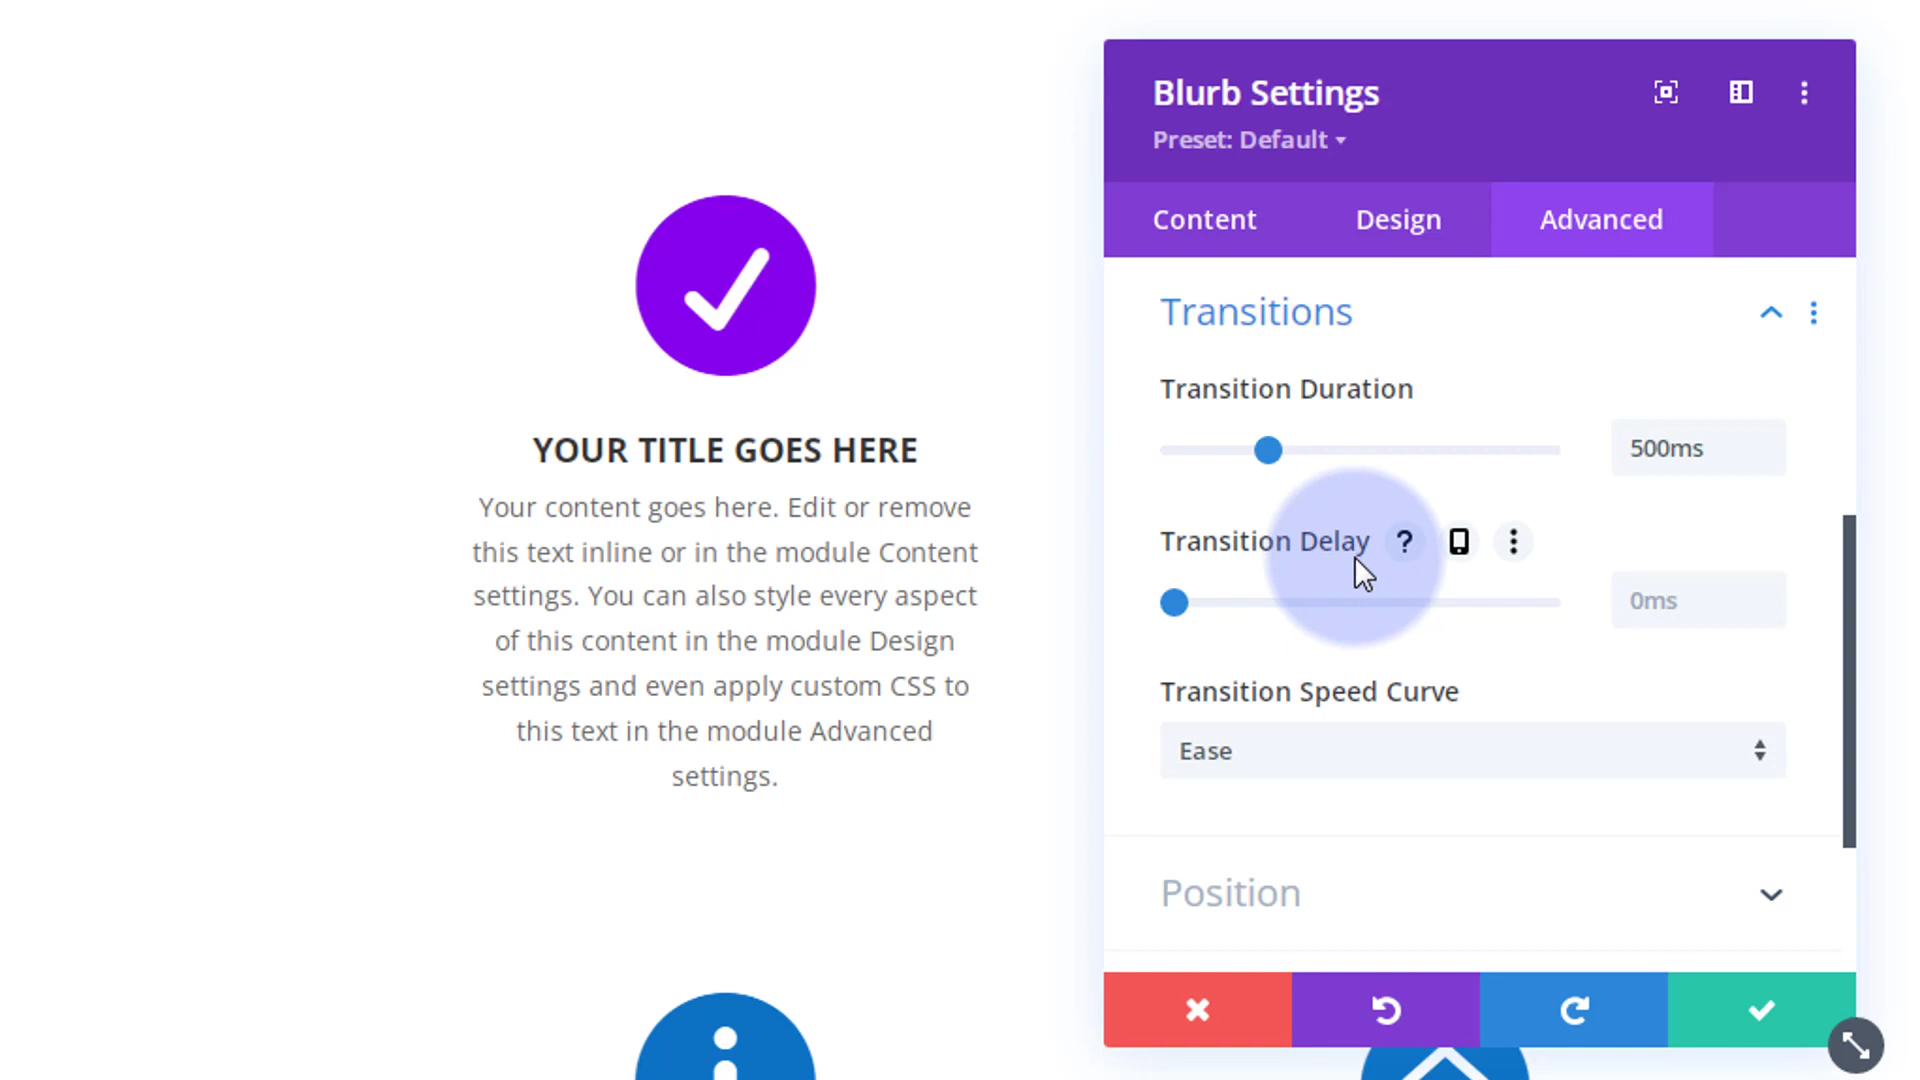 YOUR TITLE GOES HERE
Your content goes here. Edit or remove
this text inline or in the module Content
settings. You can also style every aspect
of this content in the module Design
settings and even apply custom CSS to
this text in the module Advanced
settings.
Blurb Settings
Preset: Default
Content Design Advanced
Transitions
Transition Duration
500ms
Transition Delay ?
0ms
Transition Speed Curve
Ease
Position